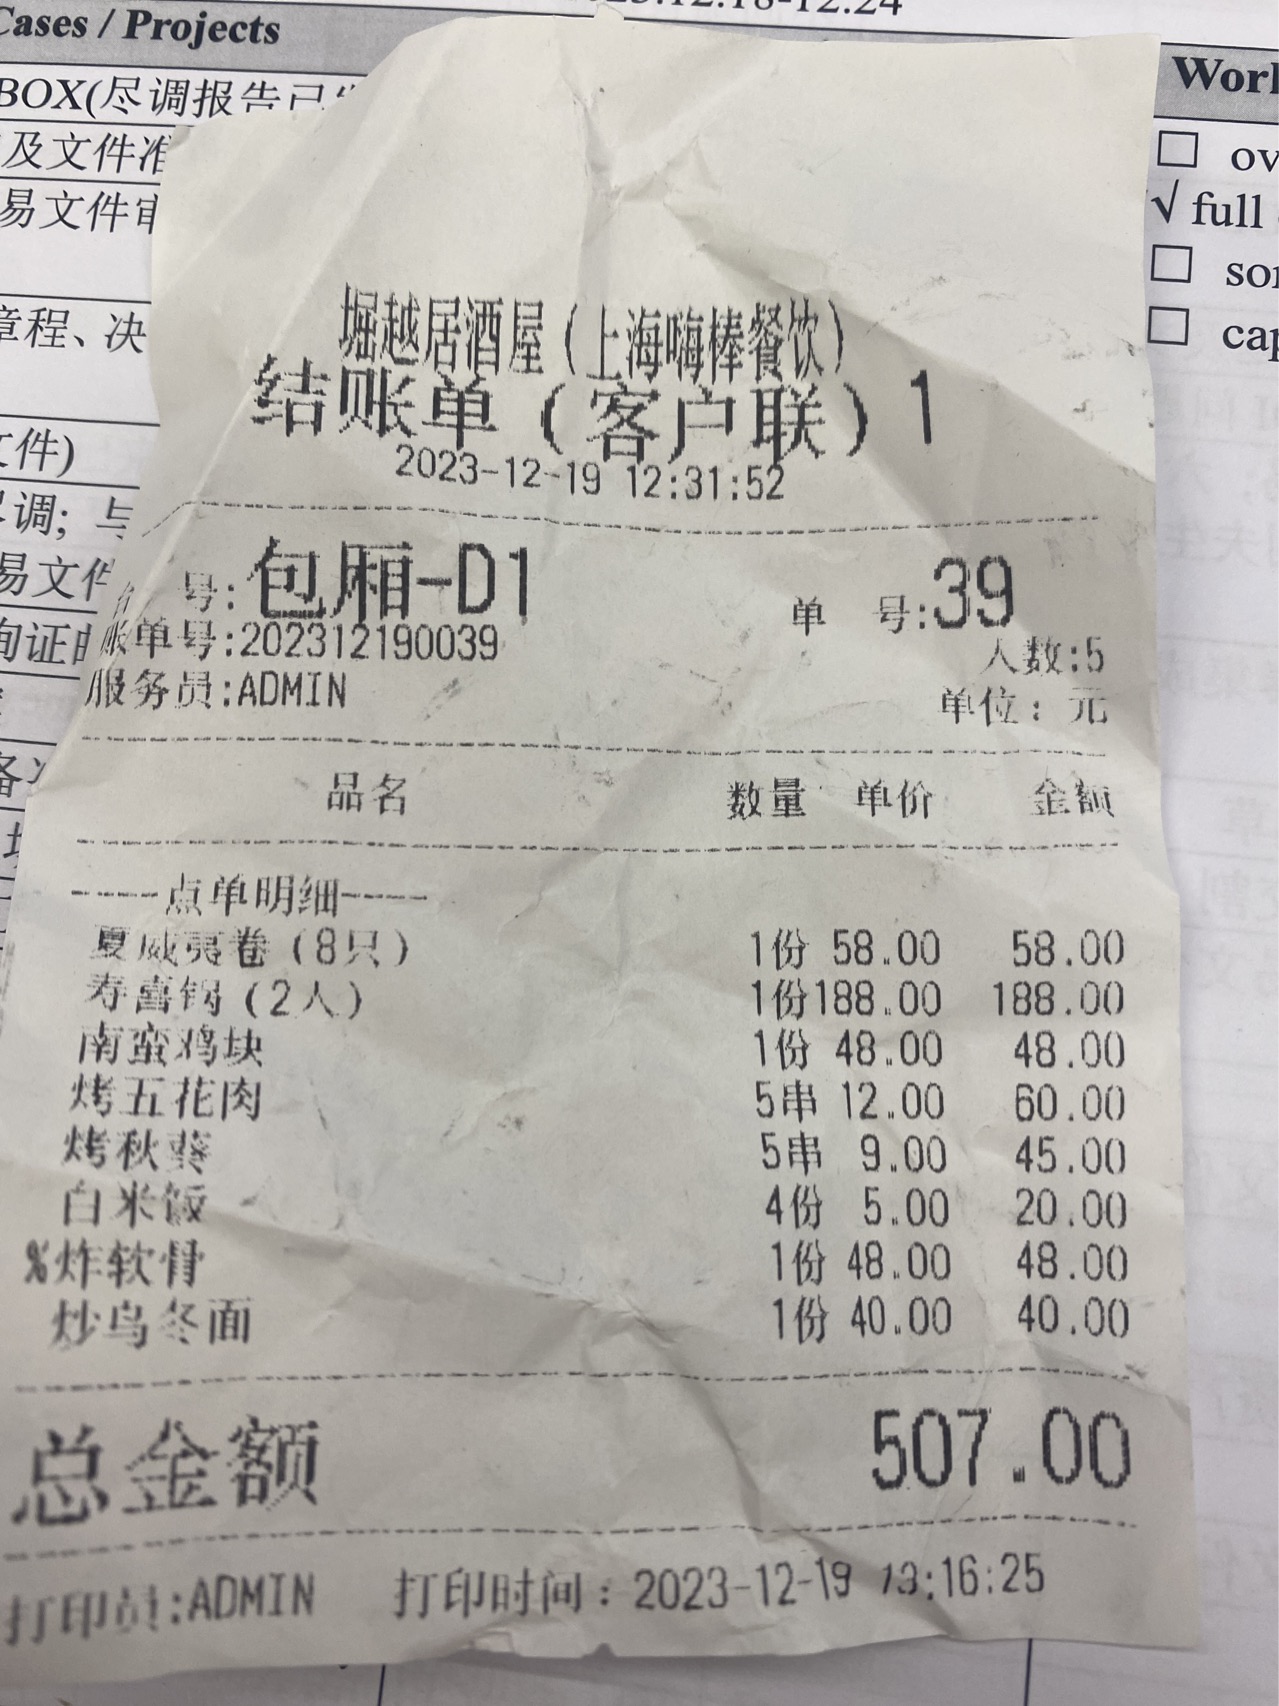 Cases / Projects
Work
BOX(尽调报告已
及文件准
易文件审
章程、决
文件)
调; 与
易文件
询证
full
堀越居酒屋（上海嗨棒餐饮）
结账单（客户联）1
2023-12-19 12:31:52
号:包厢-D1 单 号:39
账单号:202312190039 人数:5
服务员:ADMIN 单位：元
品名 数量 单价 金额
-----点单明细-----
夏威夷卷（8只） 1份 58.00 58.00
寿喜锅（2人） 1份 188.00 188.00
南蛮鸡块 1份 48.00 48.00
烤五花肉 5串 12.00 60.00
烤秋葵 5串 9.00 45.00
白米饭 4份 5.00 20.00
%炸软骨 1份 48.00 48.00
炒乌冬面 1份 40.00 40.00
总金额 507.00
打印员:ADMIN 打印时间：2023-12-19 13:16:25